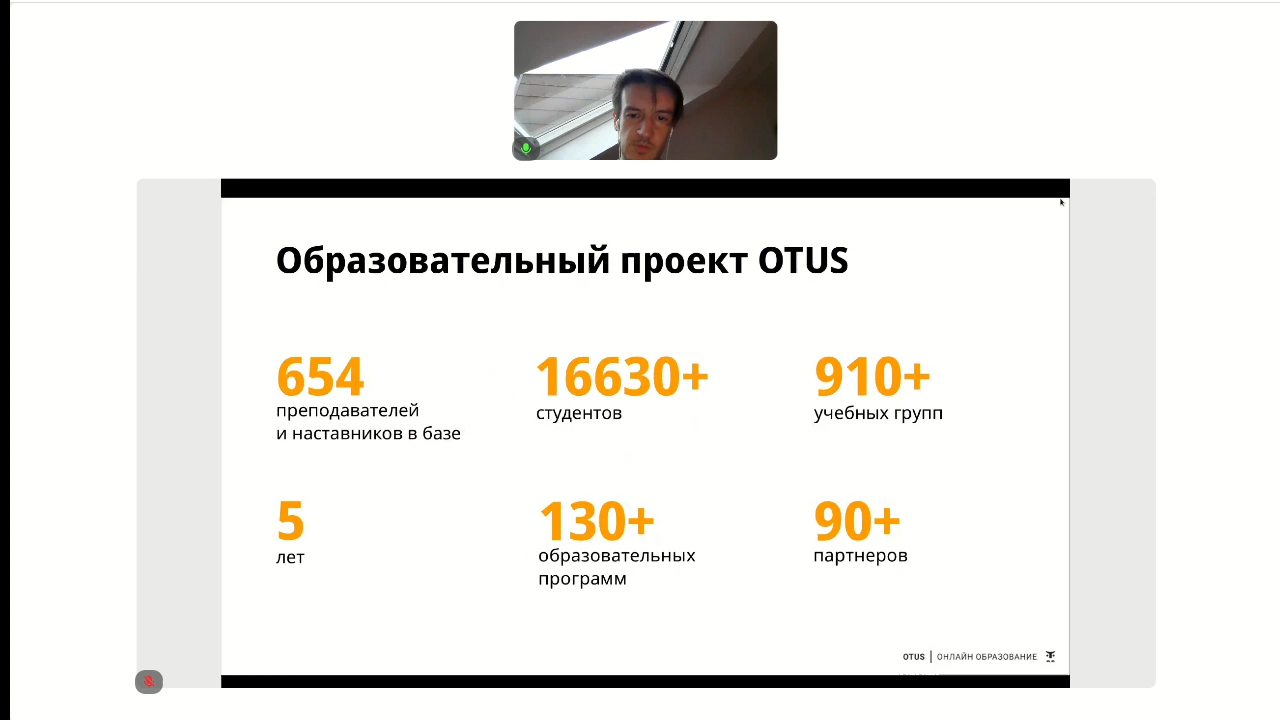 Образовательный проект OTUS
654
преподавателей
и наставников в базе
16630+
студентов
910+
учебных групп
5
лет
130+
образовательных
программ
90+
партнеров
OTUS | ОНЛАЙН ОБРАЗОВАНИЕ